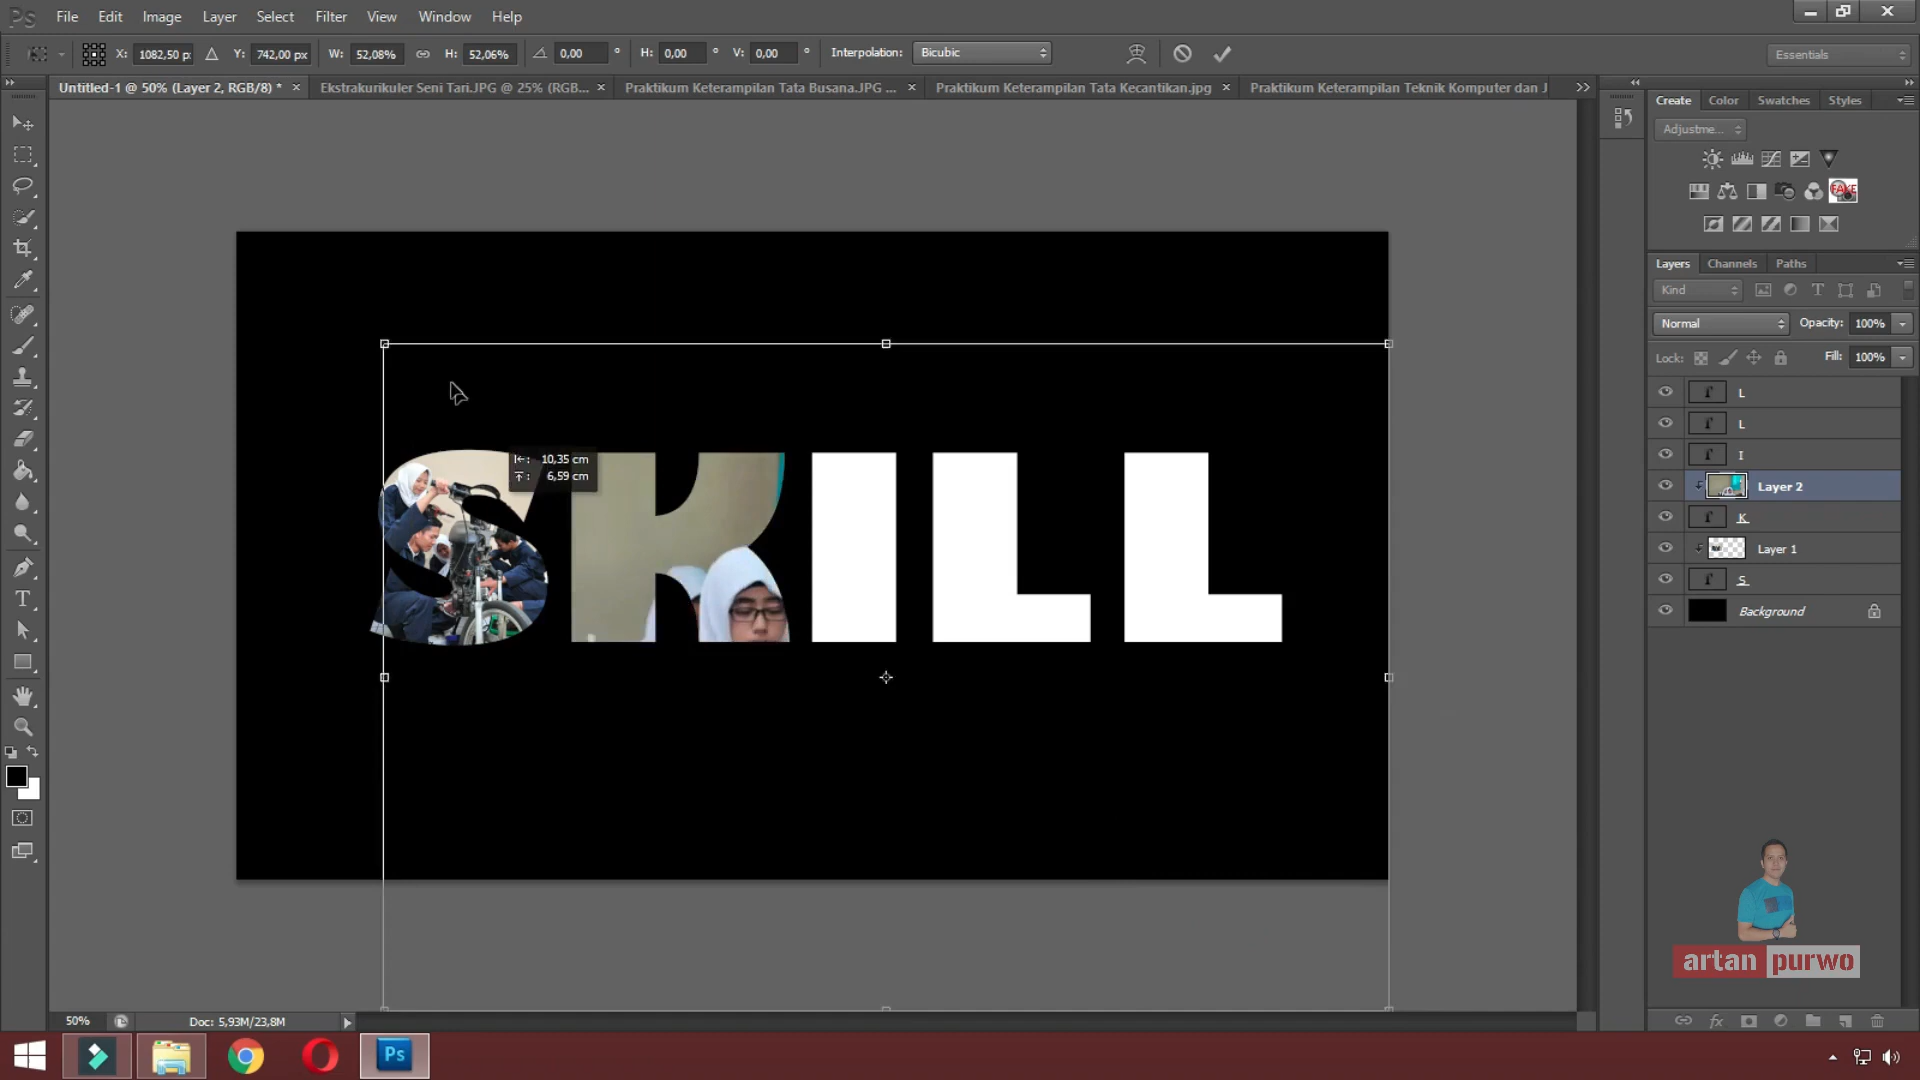 Ps File Edit Image Layer Select Filter Type View Window Help
X: 1082,50 p Y: 742,00 px W: 52,08% H: 52,06% 0,00 ° H: 0,00 ° V: 0,00 ° Interpolation: Bicubic Essentials
Untitled-1 @ 50% (Layer 2, RGB/8) * Ekstrakurikuler Seni Tari.JPG @ 25% (RGB... Praktikum Keterampilan Tata Busana.JPG ... Praktikum Keterampilan Tata Kecantikan.jpg Praktikum Keterampilan Teknik Komputer dan J
Create Color Swatches Styles
Adjustme...
FAKE
Layers Channels Paths
Kind
Normal Opacity: 100%
Lock: Fill: 100%
L
L
I
Layer 2
K
Layer 1
S
Background
SKILL
10,35 cm
6,59 cm
artan purwo
50% Doc: 5,93M/23,8M
Ps